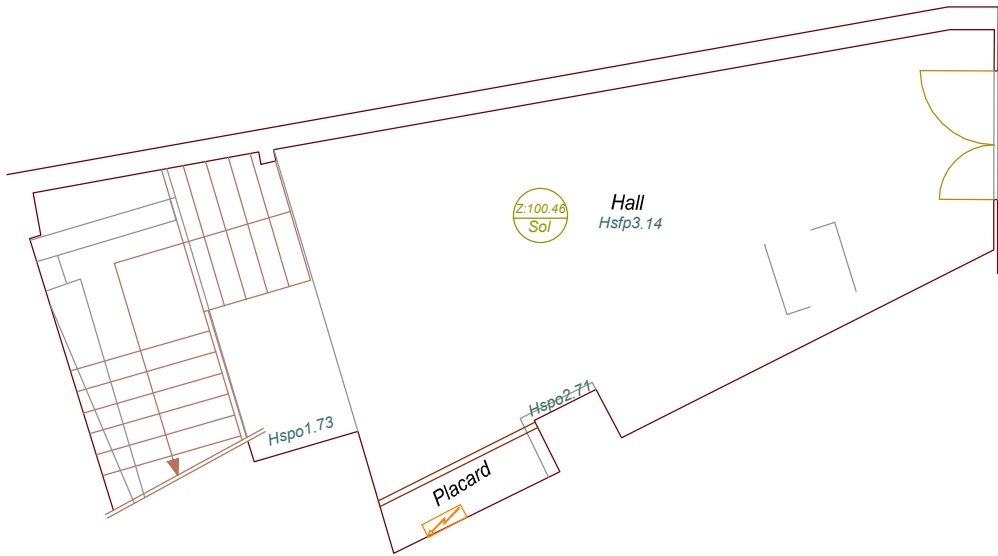 Z:100.46
Sol
Hall
Hsfp3.14
Hspo2.71
Hspo1.73
Placard